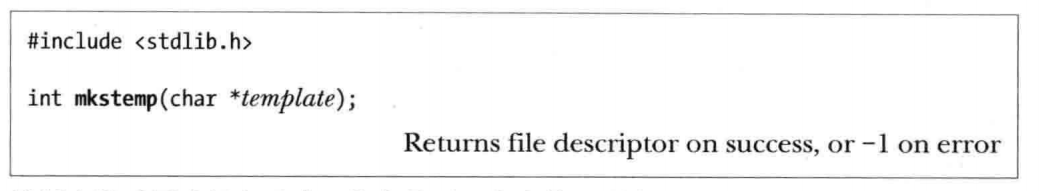 #include <stdlib.h>
int mkstemp(char *template);
Returns file descriptor on success, or −1 on error